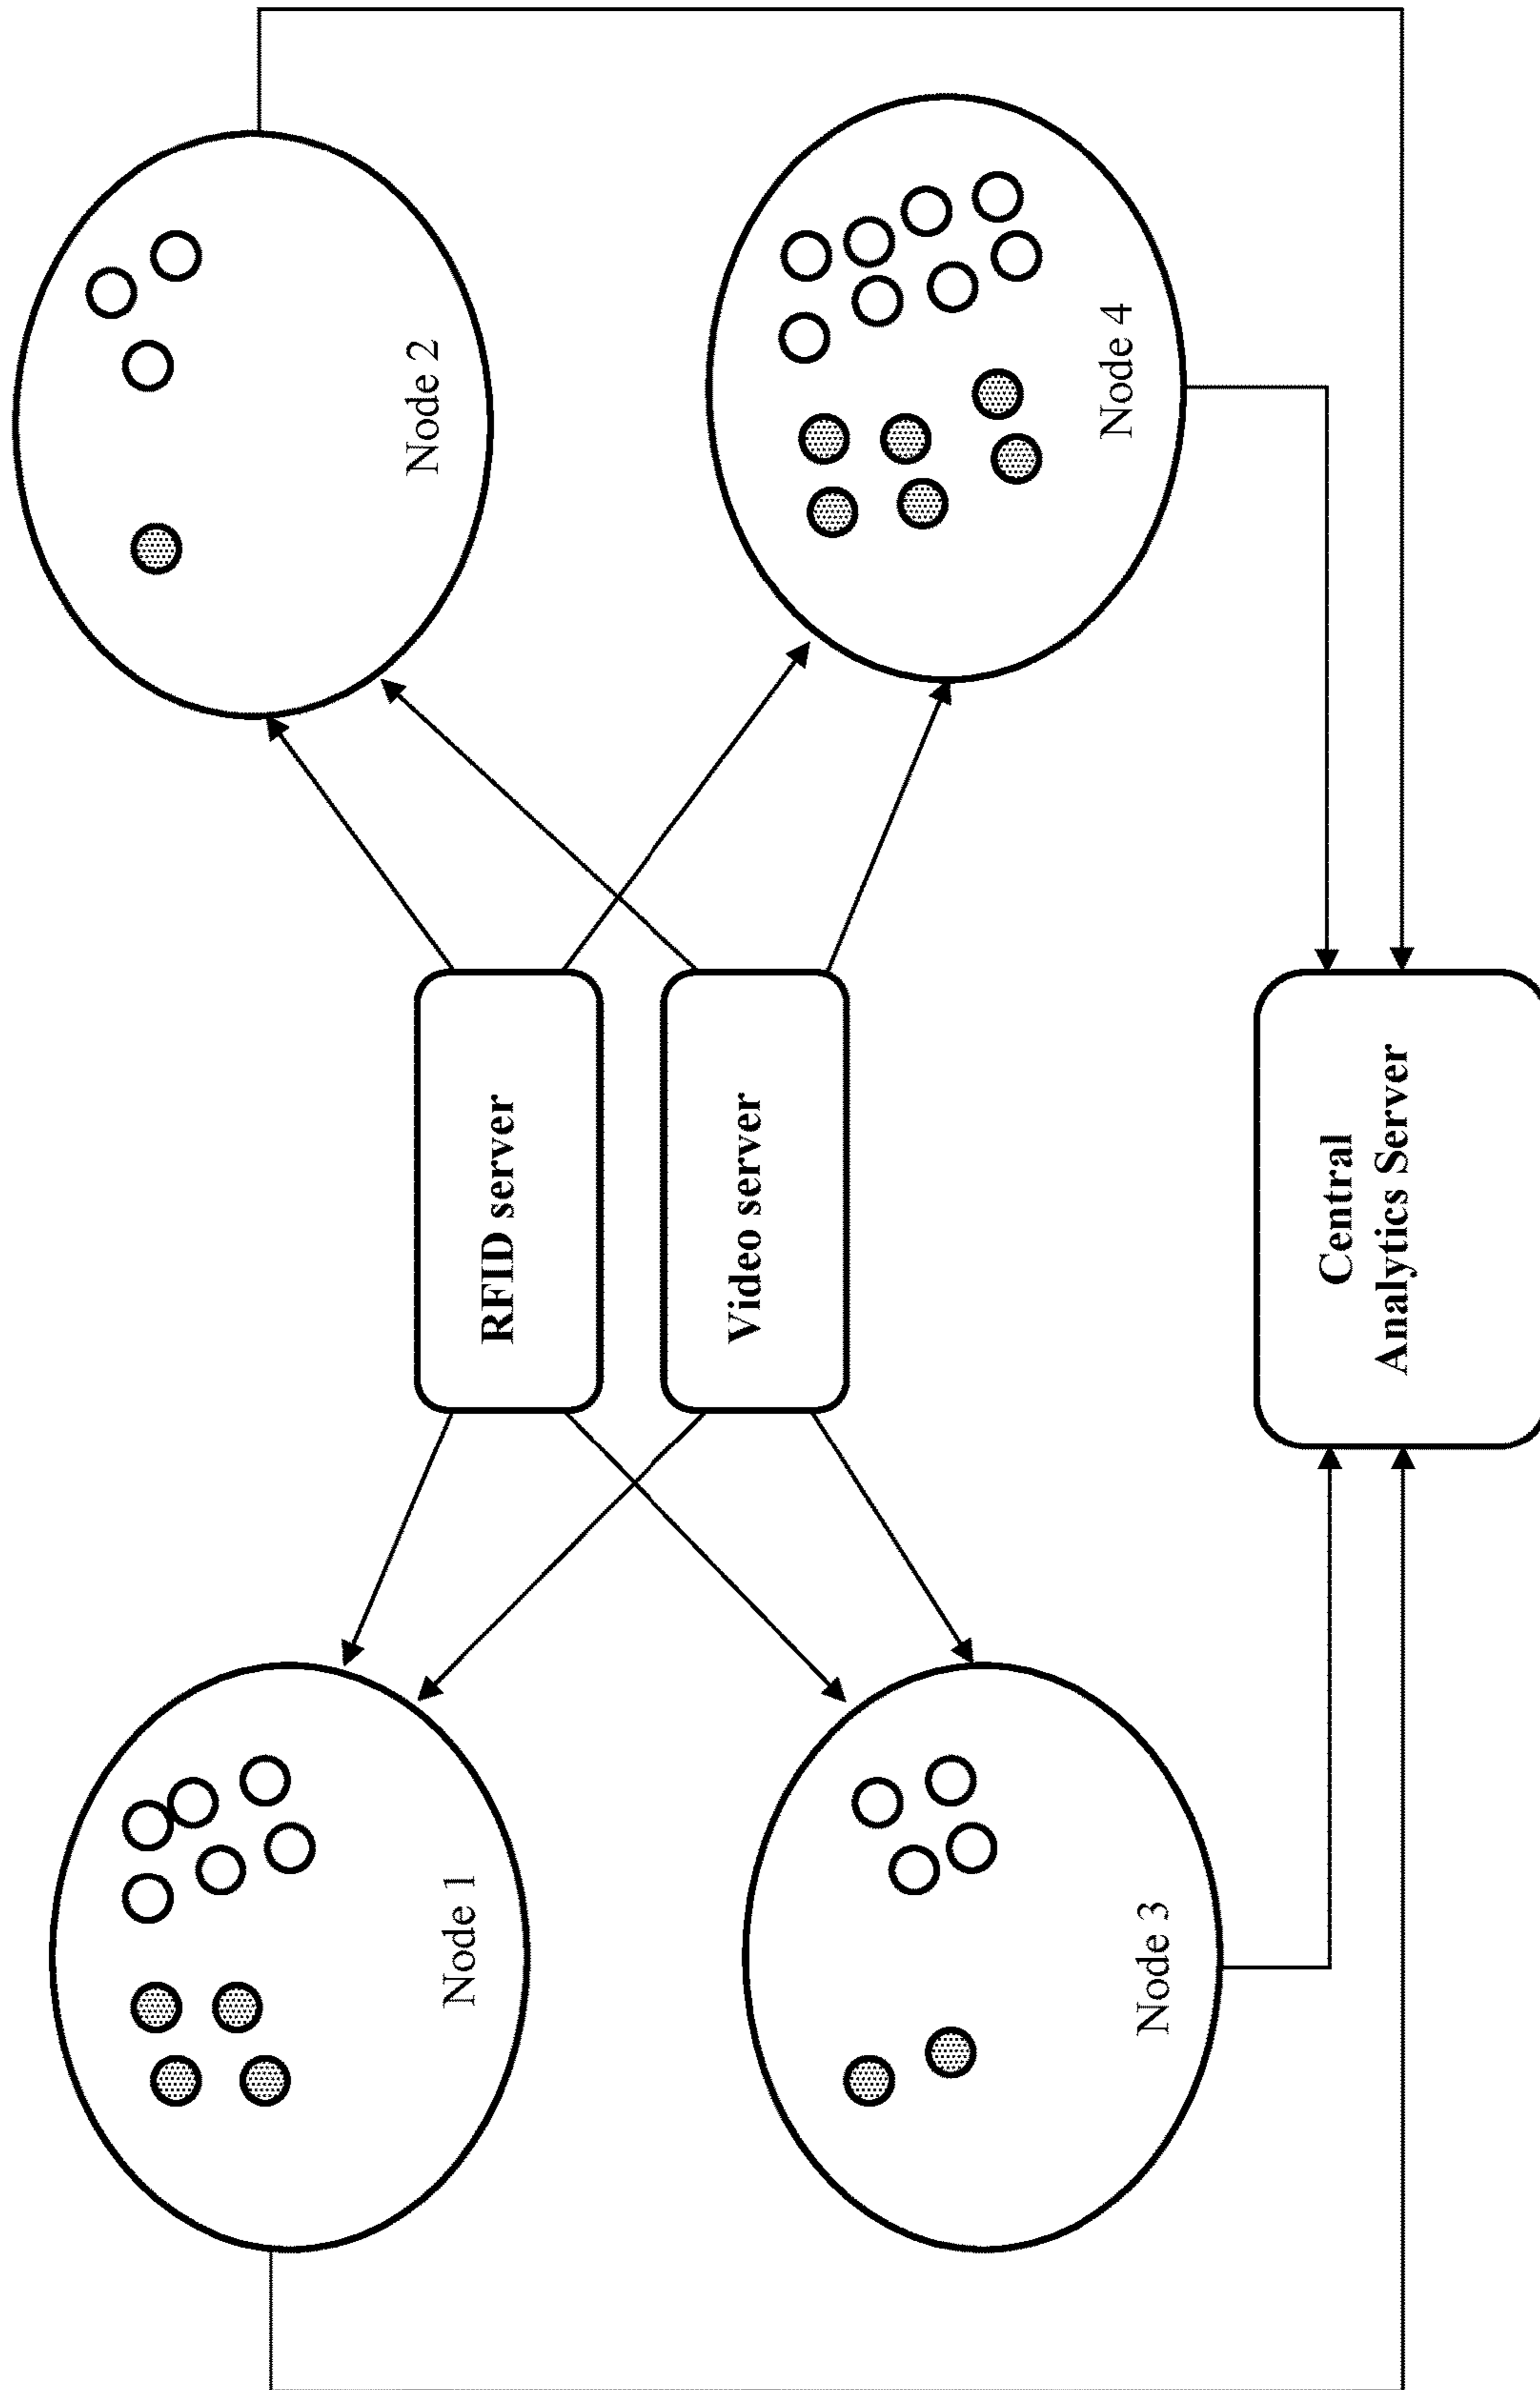 Node 1
Node 2
RFID server
Video server
Node 3
Node 4
Central
Analytics Server